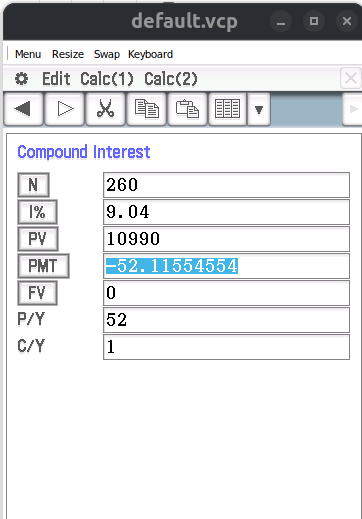 default.vcp
Menu Resize Swap Keyboard
Edit Calc(1) Calc(2)
Compound Interest
N 260
I% 9.04
PV 10990
PMT -52.11554554
FV 0
P/Y 52
C/Y 1